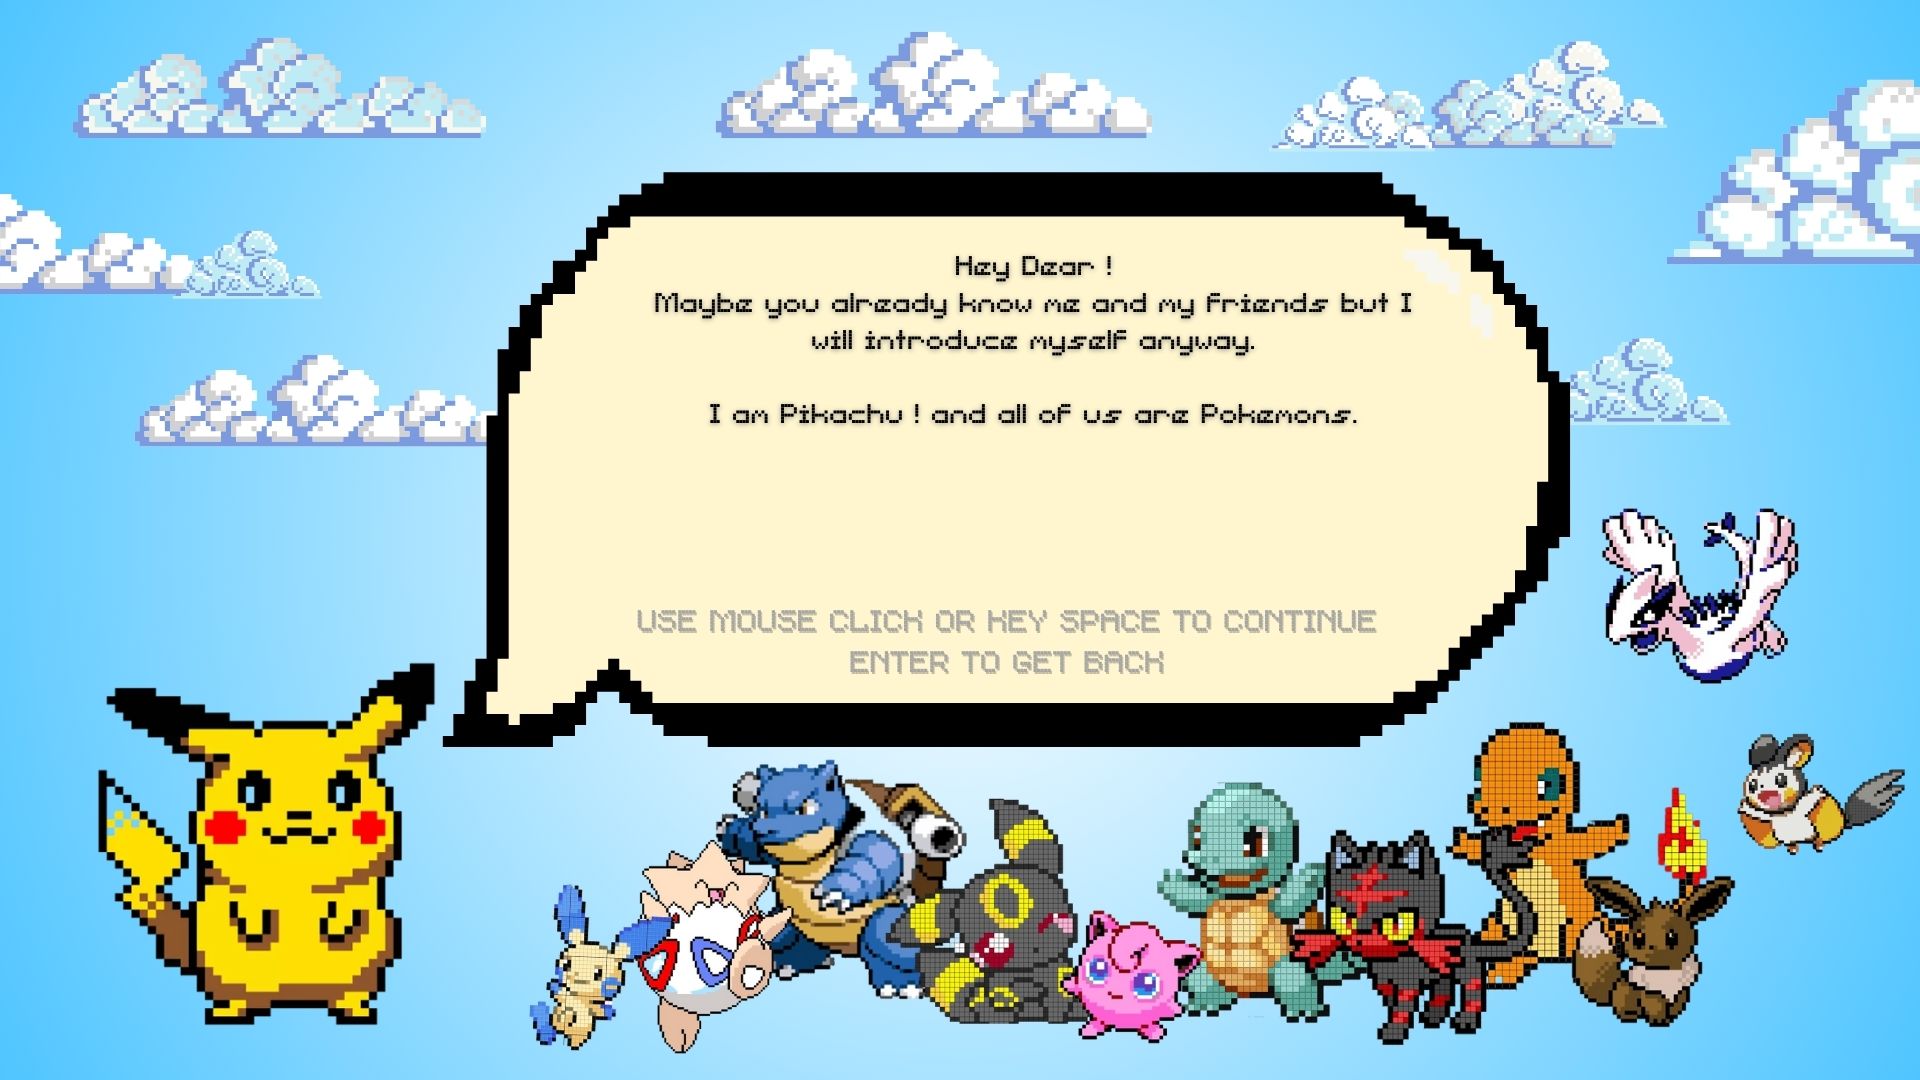 Hey Dear !
Maybe you already know me and my friends but I
will introduce myself anyway.
I am Pikachu ! and all of us are Pokemons.
USE MOUSE CLICK OR KEY SPACE TO CONTINUE
ENTER TO GET BACK